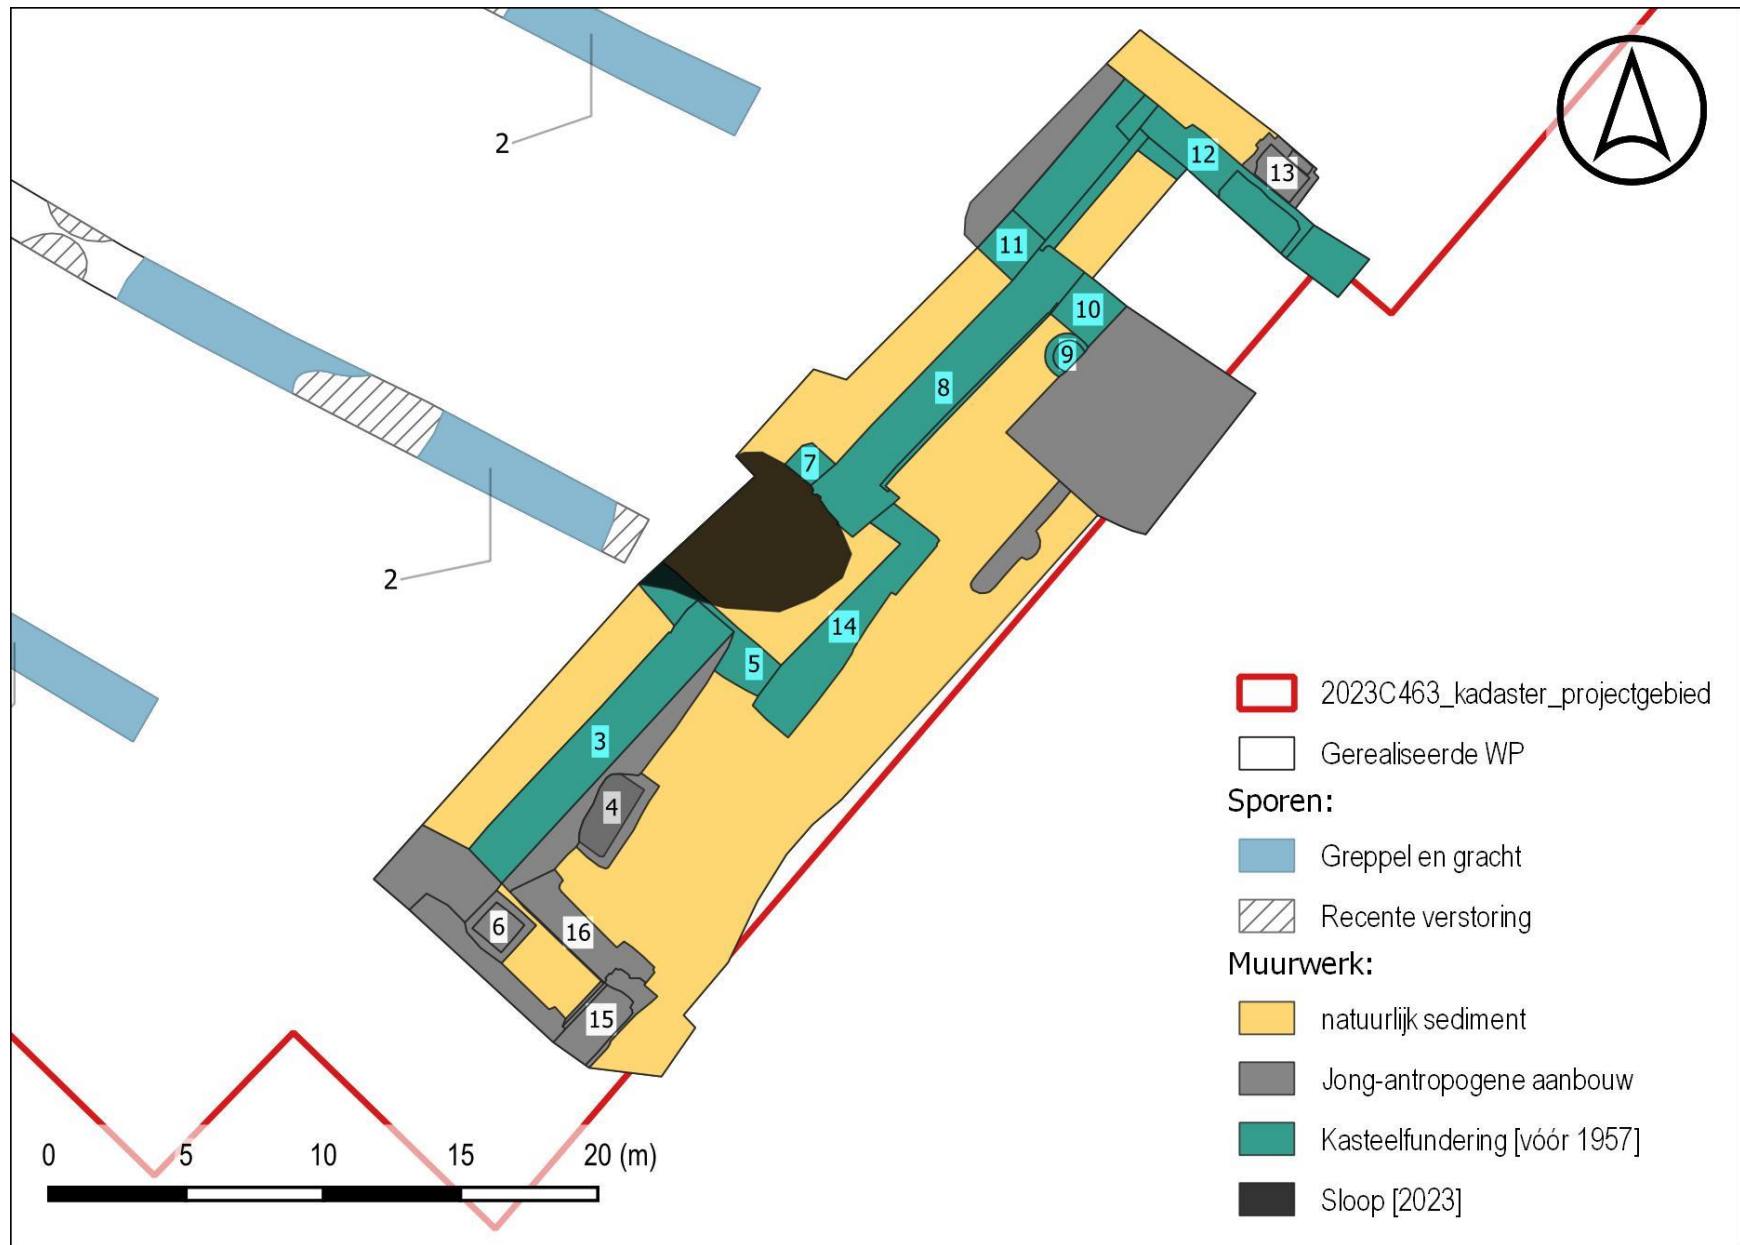 2
12
13
11
10
9
8
7
2
14
5
3
4
6
16
15
2023C463_kadaster_projectgebied
Gerealiseerde WP
Sporen:
Greppel en gracht
Recente verstoring
Muurwerk:
natuurlijk sediment
Jong-antropogene aanbouw
Kasteelfundering [vóór 1957]
Sloop [2023]
0 5 10 15 20 (m)